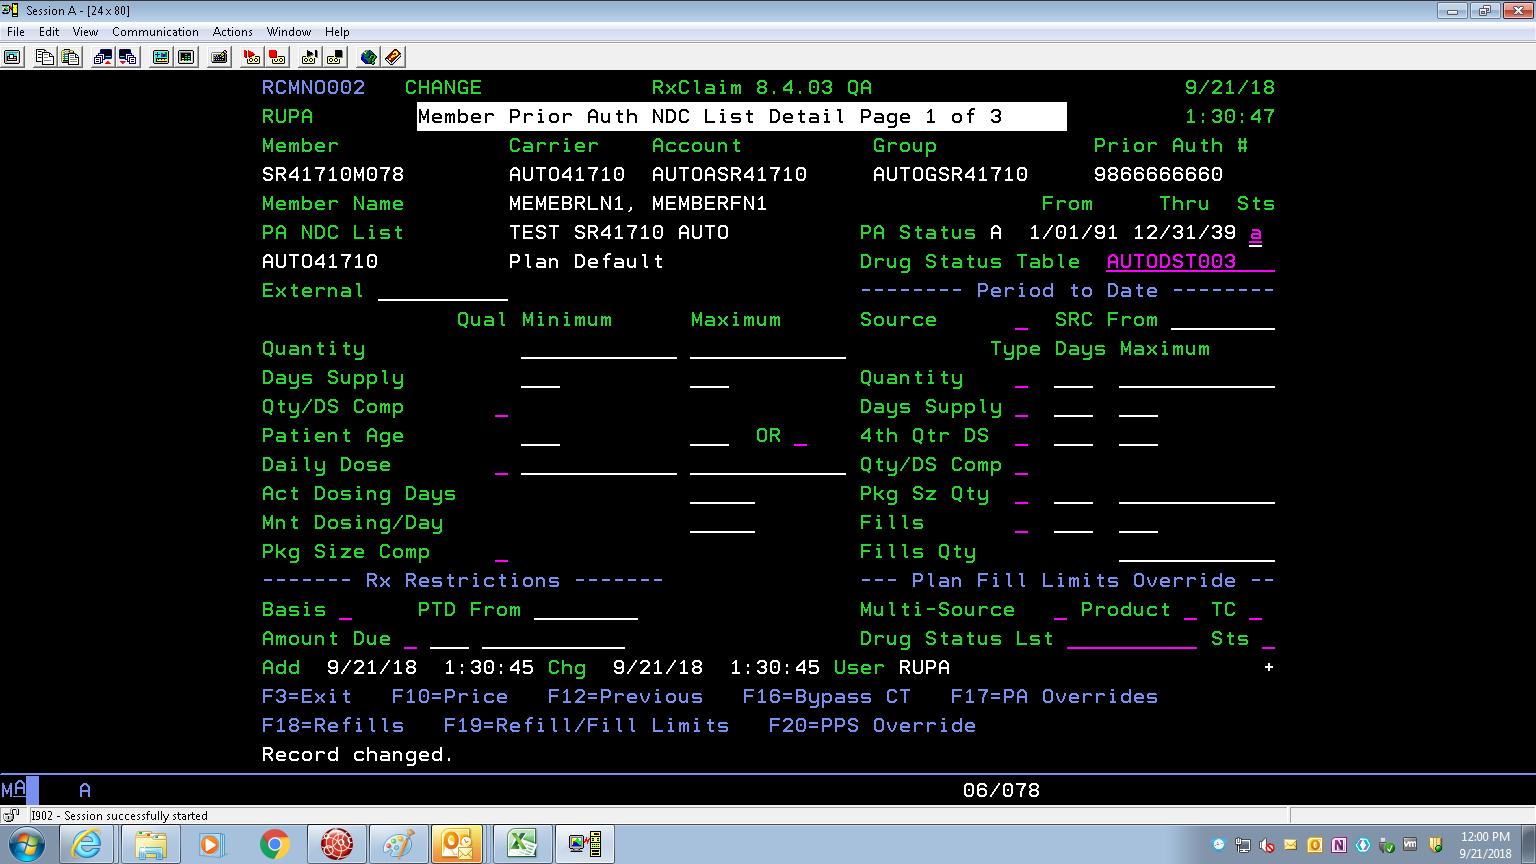 Session A - [24 x 80]
File Edit View Communication Actions Window Help
RCMNO002 CHANGE RxClaim 8.4.03 QA 9/21/18
RUPA Member Prior Auth NDC List Detail Page 1 of 3 1:30:47
Member Carrier Account Group Prior Auth #
SR41710M078 AUTO41710 AUTOASR41710 AUTOGSR41710 9866666660
Member Name MEMEBRLN1, MEMBERFN1 From Thru Sts
PA NDC List TEST SR41710 AUTO PA Status A 1/01/91 12/31/39 a
AUTO41710 Plan Default Drug Status Table AUTODST003
External -------- Period to Date --------
Qual Minimum Maximum Source _ SRC From
Quantity Type Days Maximum
Days Supply Quantity _
Qty/DS Comp _ Days Supply _
Patient Age OR _ 4th Qtr DS _
Daily Dose _ Qty/DS Comp _
Act Dosing Days Pkg Sz Qty _
Mnt Dosing/Day Fills _
Pkg Size Comp _ Fills Qty
------- Rx Restrictions ------- --- Plan Fill Limits Override --
Basis _ PTD From Multi-Source _ Product _ TC _
Amount Due _ Drug Status Lst Sts _
Add 9/21/18 1:30:45 Chg 9/21/18 1:30:45 User RUPA +
F3=Exit F10=Price F12=Previous F16=Bypass CT F17=PA Overrides
F18=Refills F19=Refill/Fill Limits F20=PPS Override
Record changed.
MA A 06/078
I902 - Session successfully started
12:00 PM
9/21/2018